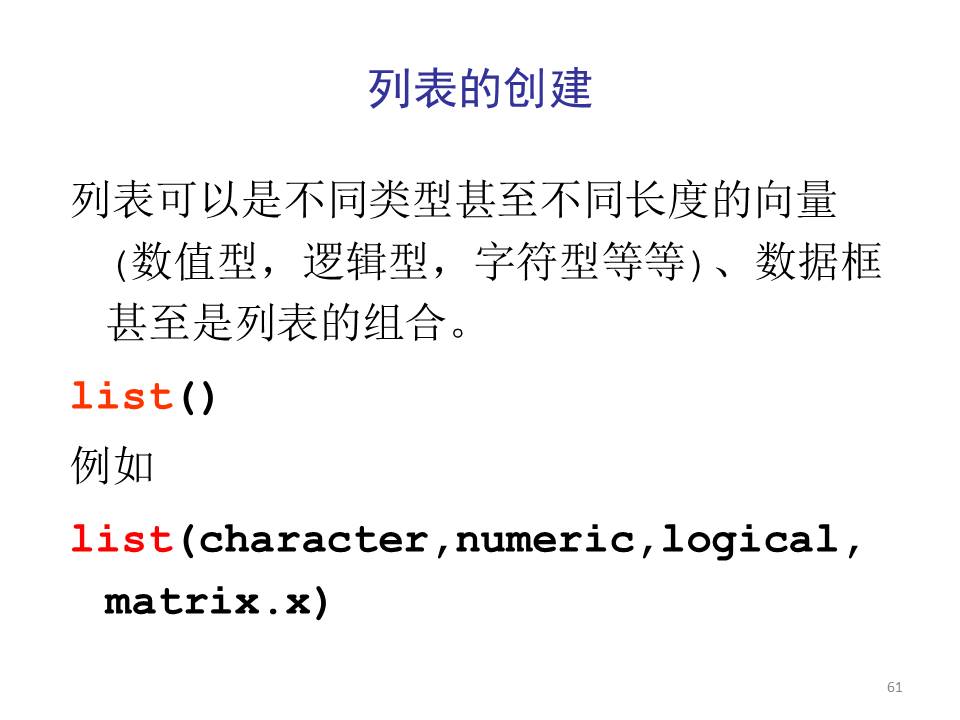 列表的创建
列表可以是不同类型甚至不同长度的向量
(数值型，逻辑型，字符型等等)、数据框
甚至是列表的组合。
list()
例如
list(character,numeric,logical,
matrix.x)
61